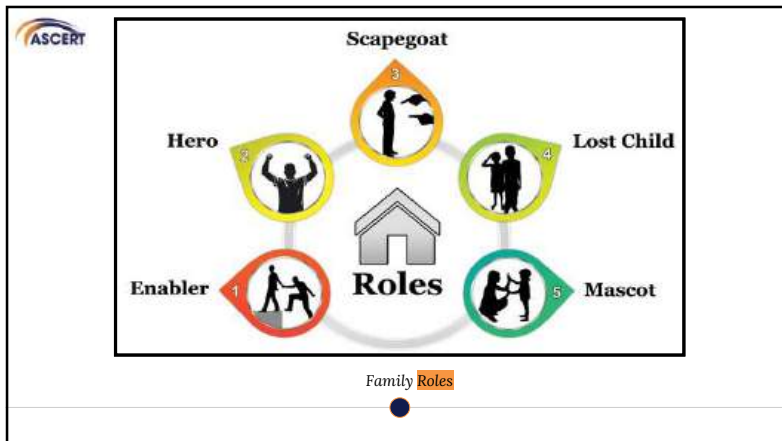 ASCERT
Scapegoat
3
Hero
2
4
Lost Child
Roles
Enabler
1
5
Mascot
Family Roles